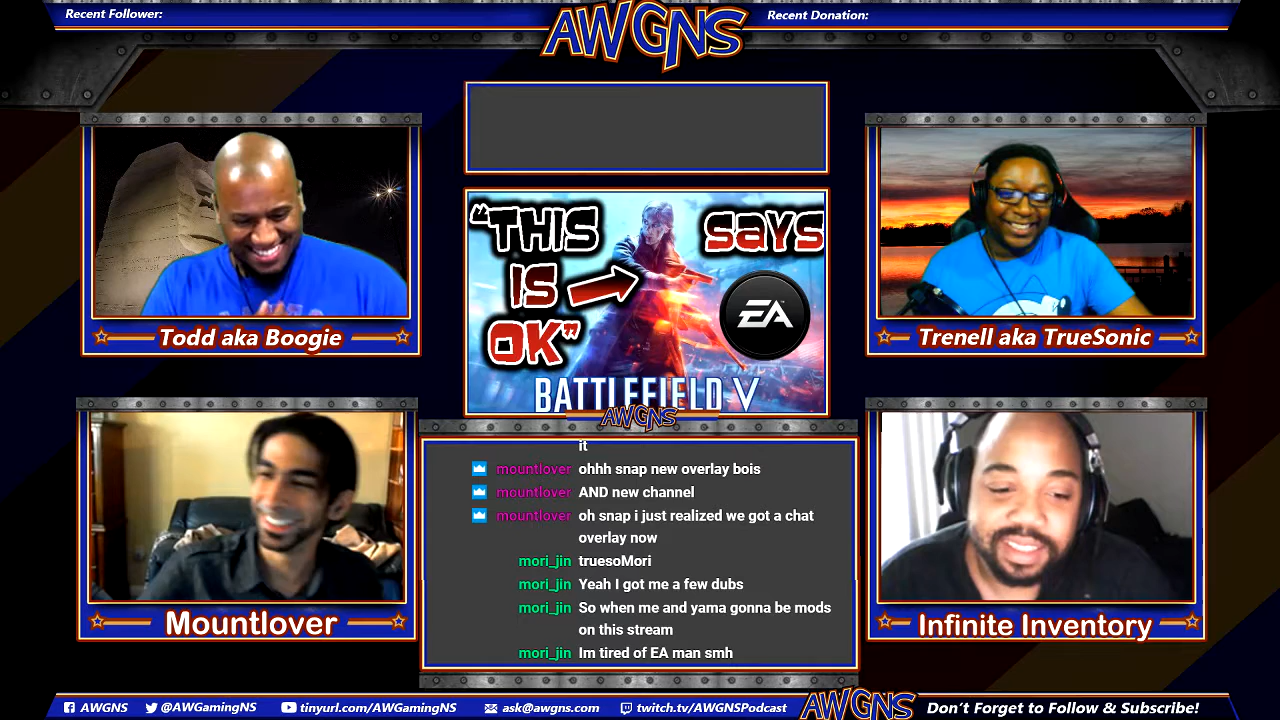 Recent Follower:
AWGNS
Recent Donation:
Todd aka Boogie
"THIS
IS
OK"
SAYS
EA
BATTLEFIELD V
Trenell aka TrueSonic
AWGNS
it
mountlover ohhh snap new overlay bois
mountlover AND new channel
mountlover oh snap i just realized we got a chat
overlay now
mori_jin truesoMori
mori_jin Yeah I got me a few dubs
mori_jin So when me and yama gonna be mods
on this stream
mori_jin Im tired of EA man smh
Mountlover
Infinite Inventory
AWGNS
@AWGamingNS
tinyurl.com/AWGamingNS
ask@awgns.com
twitch.tv/AWGNSPodcast
AWGNS
Don't Forget to Follow & Subscribe!